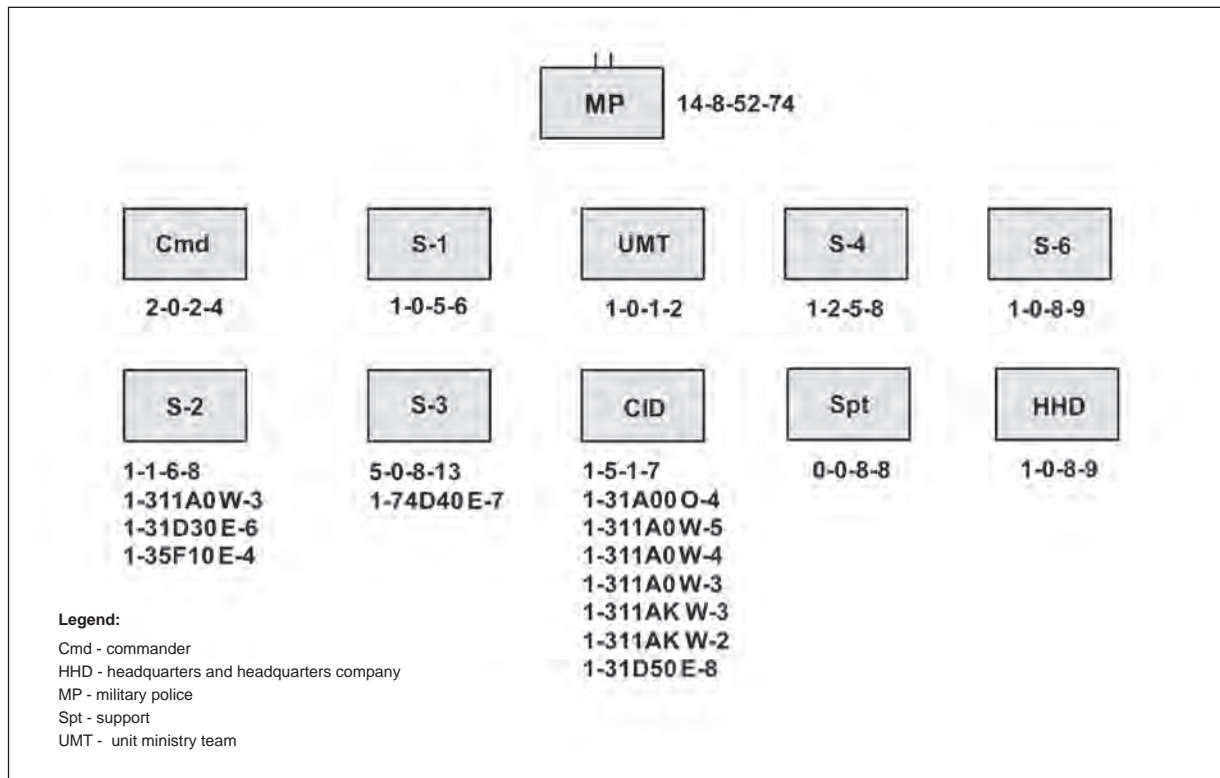 MP 14-8-52-74
Cmd
2-0-2-4
S-1
1-0-5-6
UMT
1-0-1-2
S-4
1-2-5-8
S-6
1-0-8-9
S-2
1-1-6-8
1-311A0 W-3
1-31D30 E-6
1-35F10 E-4
S-3
5-0-8-13
1-74D40 E-7
CID
1-5-1-7
1-31A00 O-4
1-311A0 W-5
1-311A0 W-4
1-311A0 W-3
1-311AK W-3
1-311AK W-2
1-31D50 E-8
Spt
0-0-8-8
HHD
1-0-8-9
Legend:
Cmd - commander
HHD - headquarters and headquarters company
MP - military police
Spt - support
UMT - unit ministry team